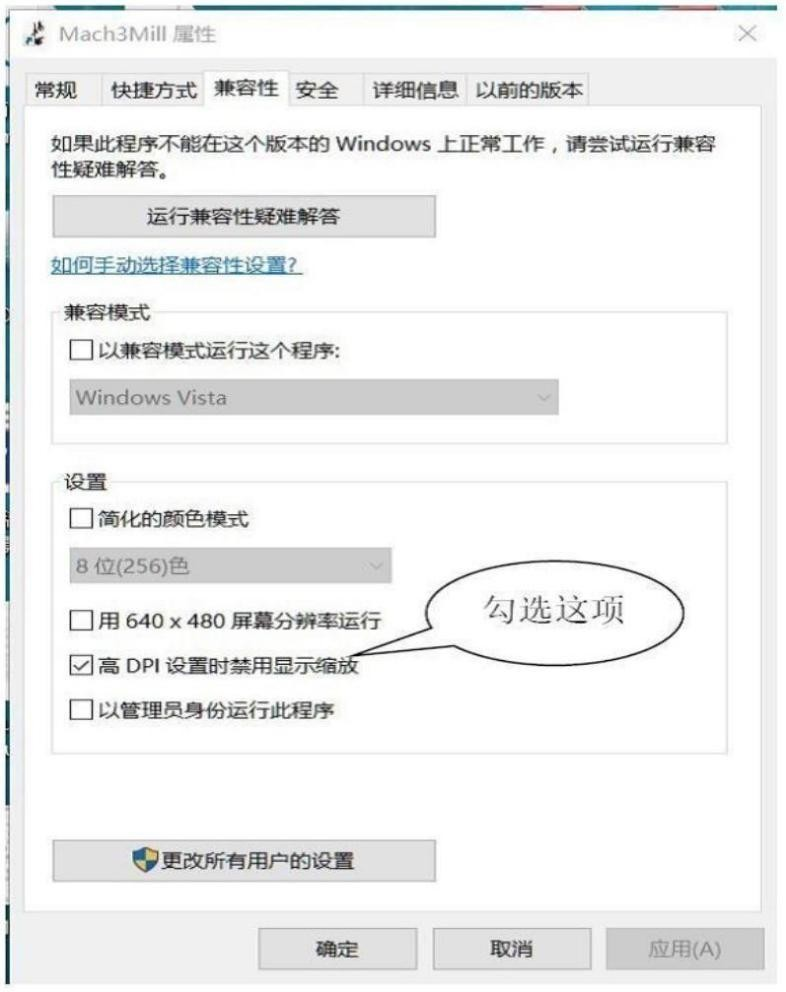 Mach3Mill 属性
常规 快捷方式 兼容性 安全 详细信息 以前的版本
如果此程序不能在这个版本的 Windows 上正常工作，请尝试运行兼容
性疑难解答。
运行兼容性疑难解答
如何手动选择兼容性设置?
兼容模式
以兼容模式运行这个程序:
Windows Vista
设置
简化的颜色模式
8 位(256)色
用 640 x 480 屏幕分辨率运行
勾选这项
高 DPI 设置时禁用显示缩放
以管理员身份运行此程序
更改所有用户的设置
确定 取消 应用(A)